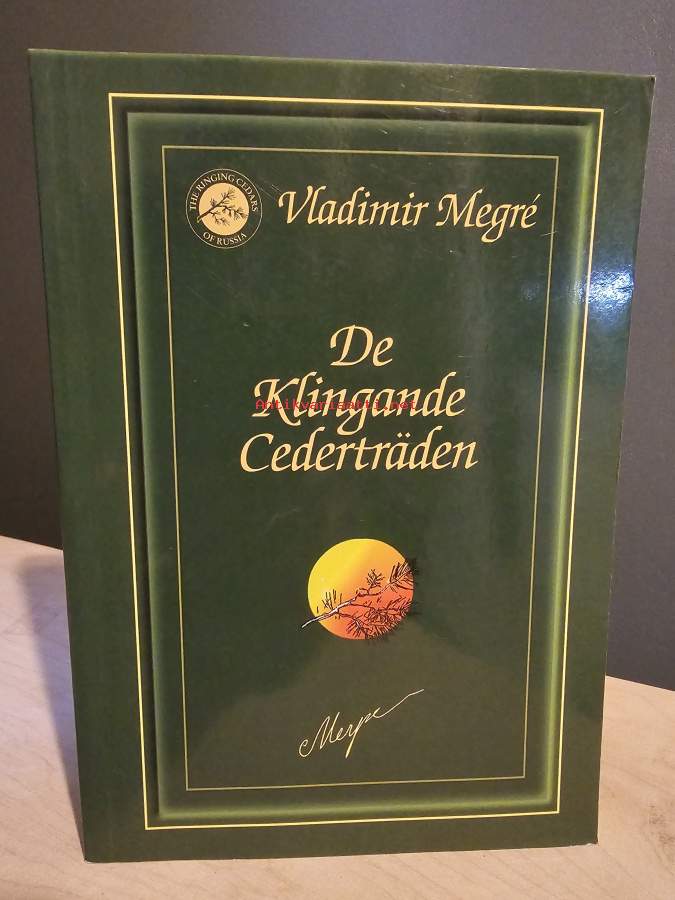 THE RINGING CEDARS
OF RUSSIA
Vladimir Megré
De
Klingande
Cederträden
Antikvariaatti.net
Мегре